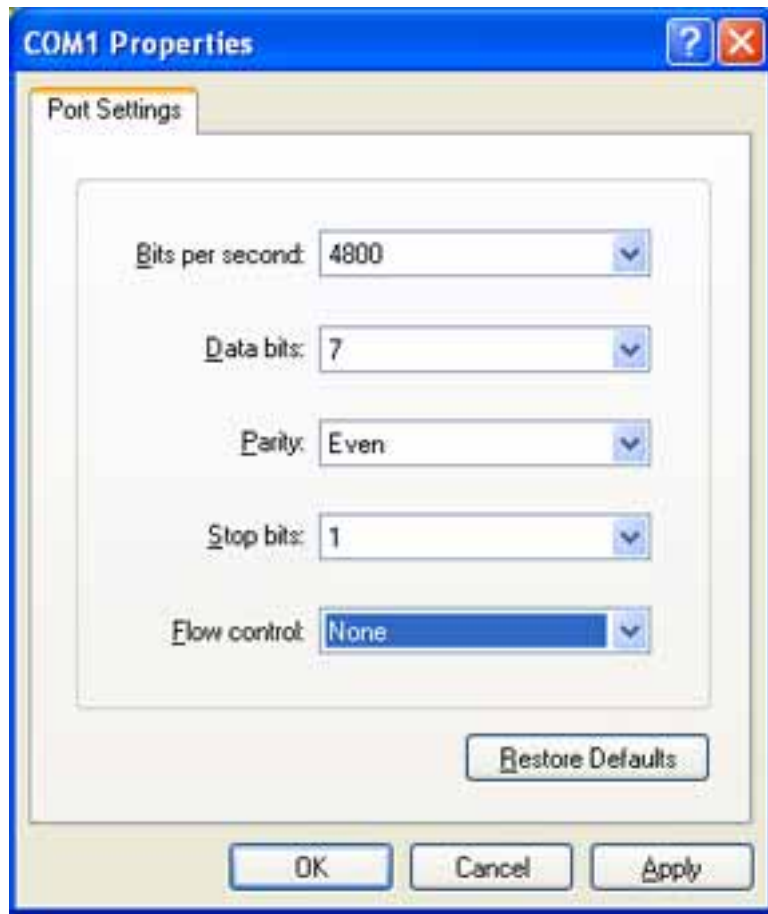 COM1 Properties
Port Settings
Bits per second: 4800
Data bits: 7
Parity: Even
Stop bits: 1
Flow control: None
Restore Defaults
OK Cancel Apply